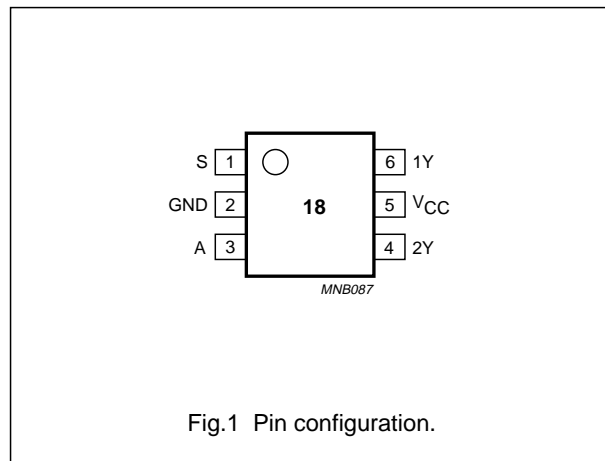 S 1 6 1Y
GND 2 18 5 VCC
A 3 4 2Y
MNB087
Fig.1 Pin configuration.